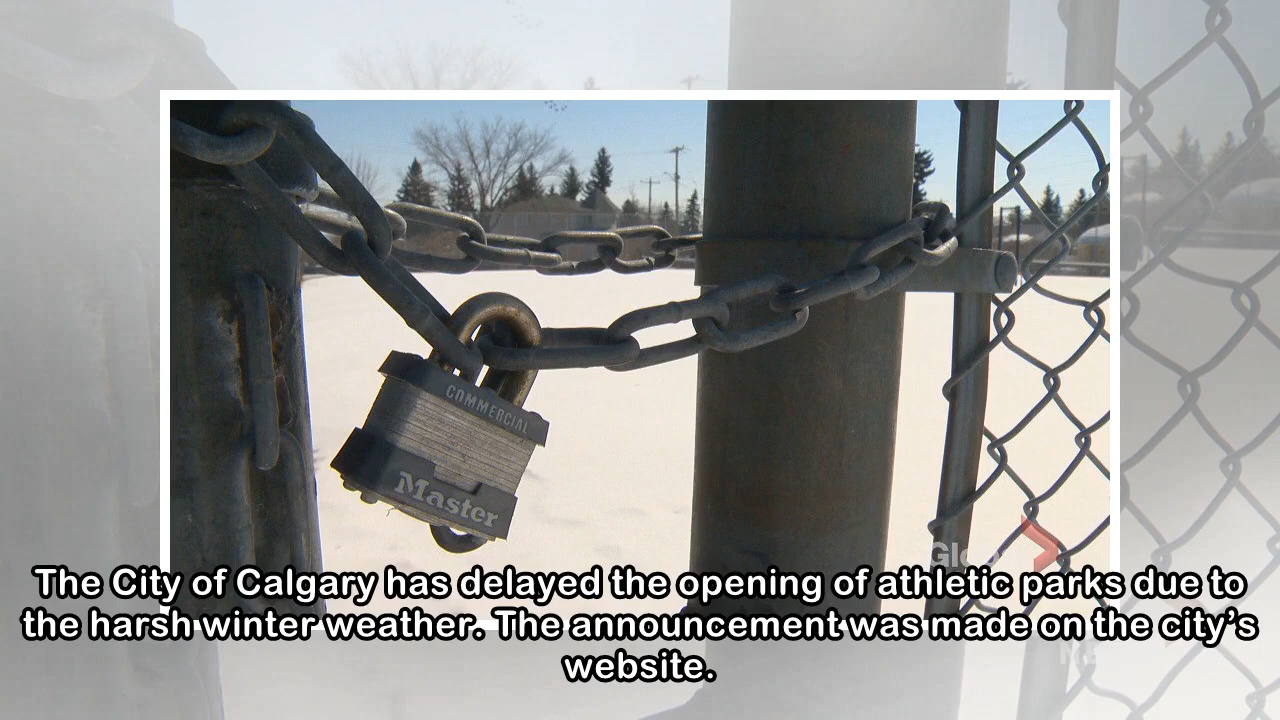 COMMERCIAL
Master
The City of Calgary has delayed the opening of athletic parks due to
the harsh winter weather. The announcement was made on the city's
website.